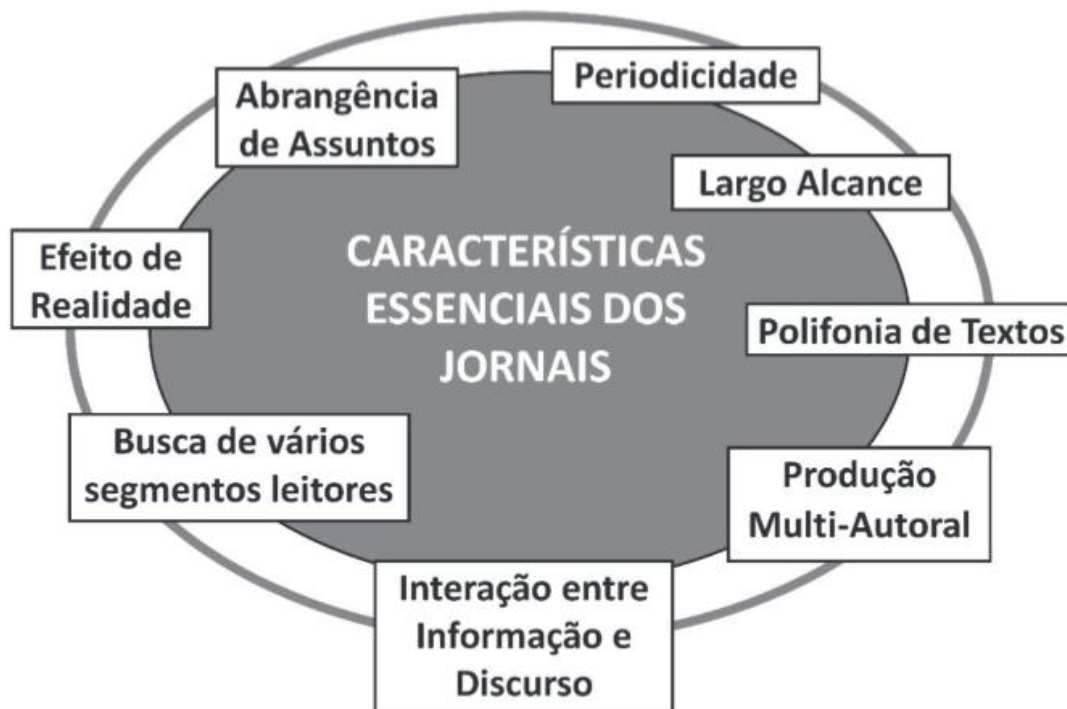 Periodicidade
Abrangência
de Assuntos
Largo Alcance
CARACTERÍSTICAS
ESSENCIAIS DOS
JORNAIS
Efeito de
Realidade
Polifonia de Textos
Busca de vários
segmentos leitores
Produção
Multi-Autoral
Interação entre
Informação e
Discurso